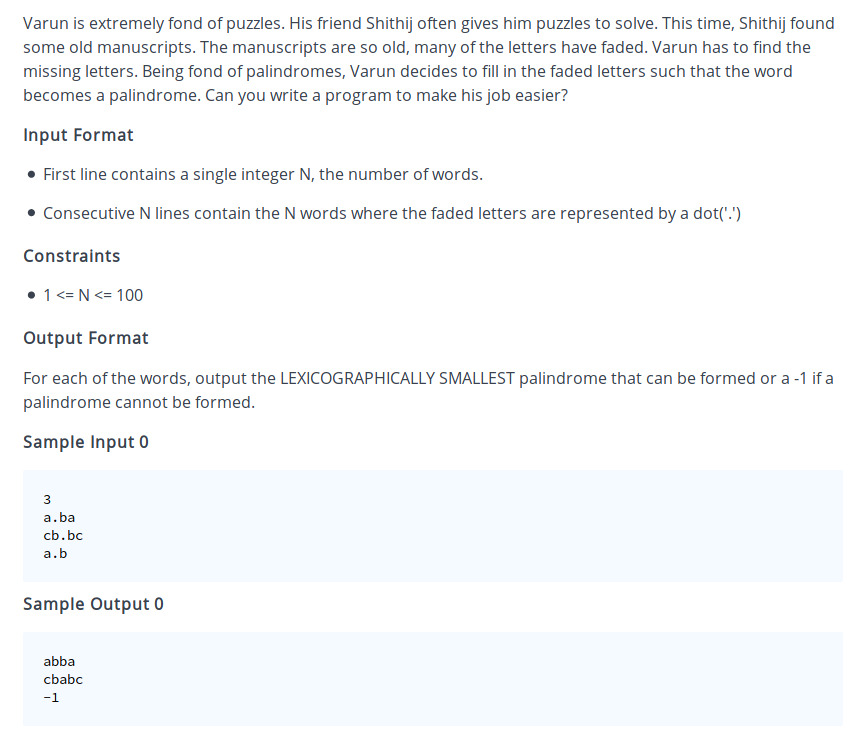 Varun is extremely fond of puzzles. His friend Shithij often gives him puzzles to solve. This time, Shithij found
some old manuscripts. The manuscripts are so old, many of the letters have faded. Varun has to find the
missing letters. Being fond of palindromes, Varun decides to fill in the faded letters such that the word
becomes a palindrome. Can you write a program to make his job easier?
Input Format
• First line contains a single integer N, the number of words.
• Consecutive N lines contain the N words where the faded letters are represented by a dot('.')
Constraints
• 1 <= N <= 100
Output Format
For each of the words, output the LEXICOGRAPHICALLY SMALLEST palindrome that can be formed or a -1 if a
palindrome cannot be formed.
Sample Input 0
3
a.ba
cb.bc
a.b
Sample Output 0
abba
cbabc
-1